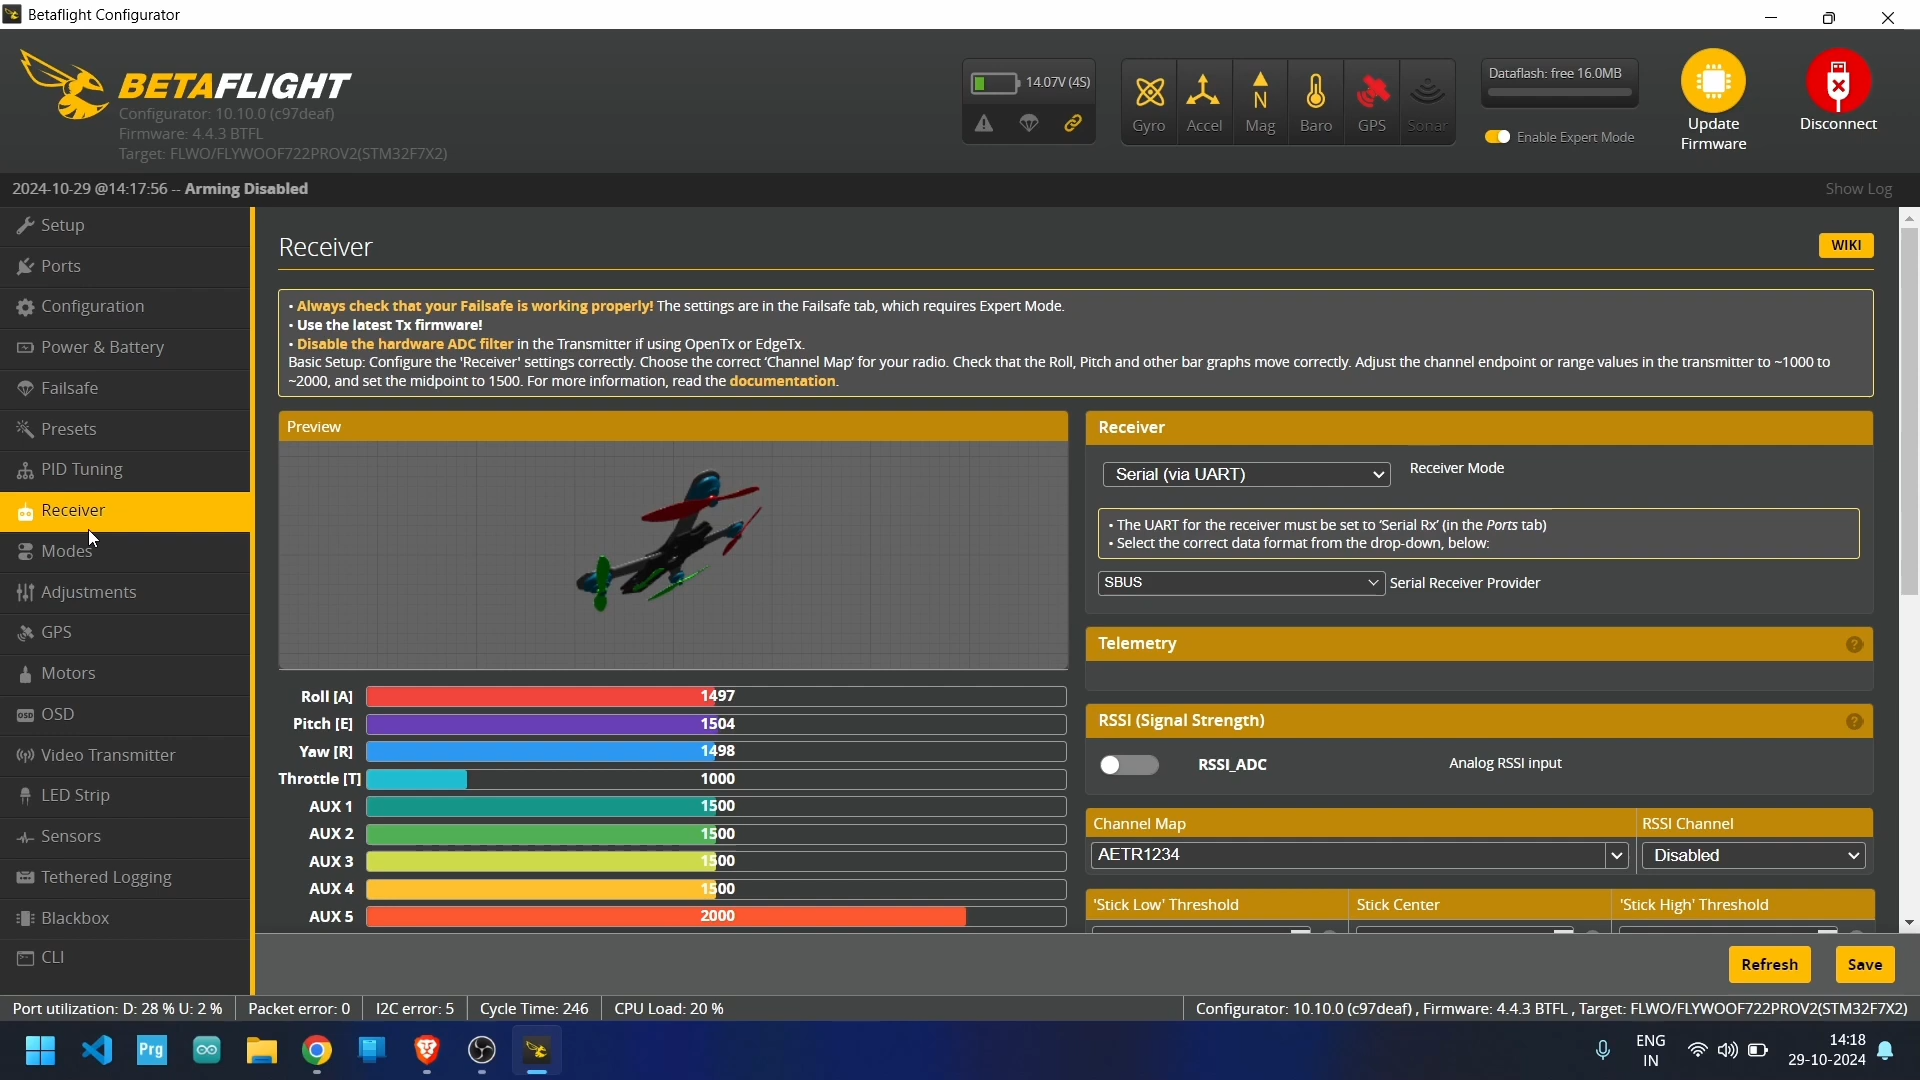 Betaflight Configurator
BETAFLIGHT
Configurator: 10.10.0 (c97deaf)
Firmware: 4.4.3 BTFL
Target: FLWO/FLYWOOF722PROV2(STM32F7X2)
14.07V (4S)
Gyro
Accel
N
Mag
Baro
GPS
Sonar
Dataflash: free 16.0MB
Enable Expert Mode
Update
Firmware
Disconnect
2024-10-29 @14:17:56 -- Arming Disabled
Show Log
Setup
Ports
Configuration
Power & Battery
Failsafe
Presets
PID Tuning
Receiver
Modes
Adjustments
GPS
Motors
OSD
OSD
Video Transmitter
LED Strip
Sensors
Tethered Logging
Blackbox
CLI
Receiver
WIKI
• Always check that your Failsafe is working properly! The settings are in the Failsafe tab, which requires Expert Mode.
• Use the latest Tx firmware!
• Disable the hardware ADC filter in the Transmitter if using OpenTx or EdgeTx.
Basic Setup: Configure the 'Receiver' settings correctly. Choose the correct 'Channel Map' for your radio. Check that the Roll, Pitch and other bar graphs move correctly. Adjust the channel endpoint or range values in the transmitter to ~1000 to
~2000, and set the midpoint to 1500. For more information, read the documentation.
Preview
Roll [A] 1497
Pitch [E] 1504
Yaw [R] 1498
Throttle [T] 1000
AUX 1 1500
AUX 2 1500
AUX 3 1500
AUX 4 1500
AUX 5 2000
Receiver
Serial (via UART) Receiver Mode
• The UART for the receiver must be set to 'Serial Rx' (in the Ports tab)
• Select the correct data format from the drop-down, below:
SBUS Serial Receiver Provider
Telemetry
?
RSSI (Signal Strength)
?
RSSI_ADC Analog RSSI input
Channel Map RSSI Channel
AETR1234 Disabled
'Stick Low' Threshold Stick Center 'Stick High' Threshold
Refresh Save
Port utilization: D: 28 % U: 2 % Packet error: 0 I2C error: 5 Cycle Time: 246 CPU Load: 20 % Configurator: 10.10.0 (c97deaf) , Firmware: 4.4.3 BTFL , Target: FLWO/FLYWOOF722PROV2(STM32F7X2)
Prg
ENG
IN
14:18
29-10-2024